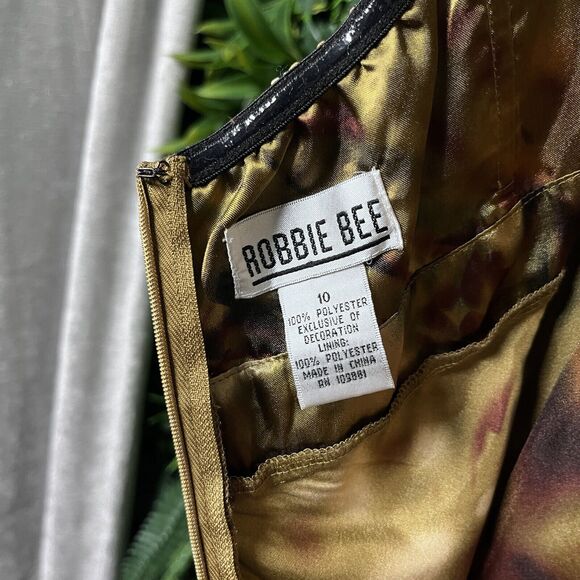 ROBBIE BEE
10
100% POLYESTER
EXCLUSIVE OF
DECORATION
LINING:
100% POLYESTER
MADE IN CHINA
RN 109881